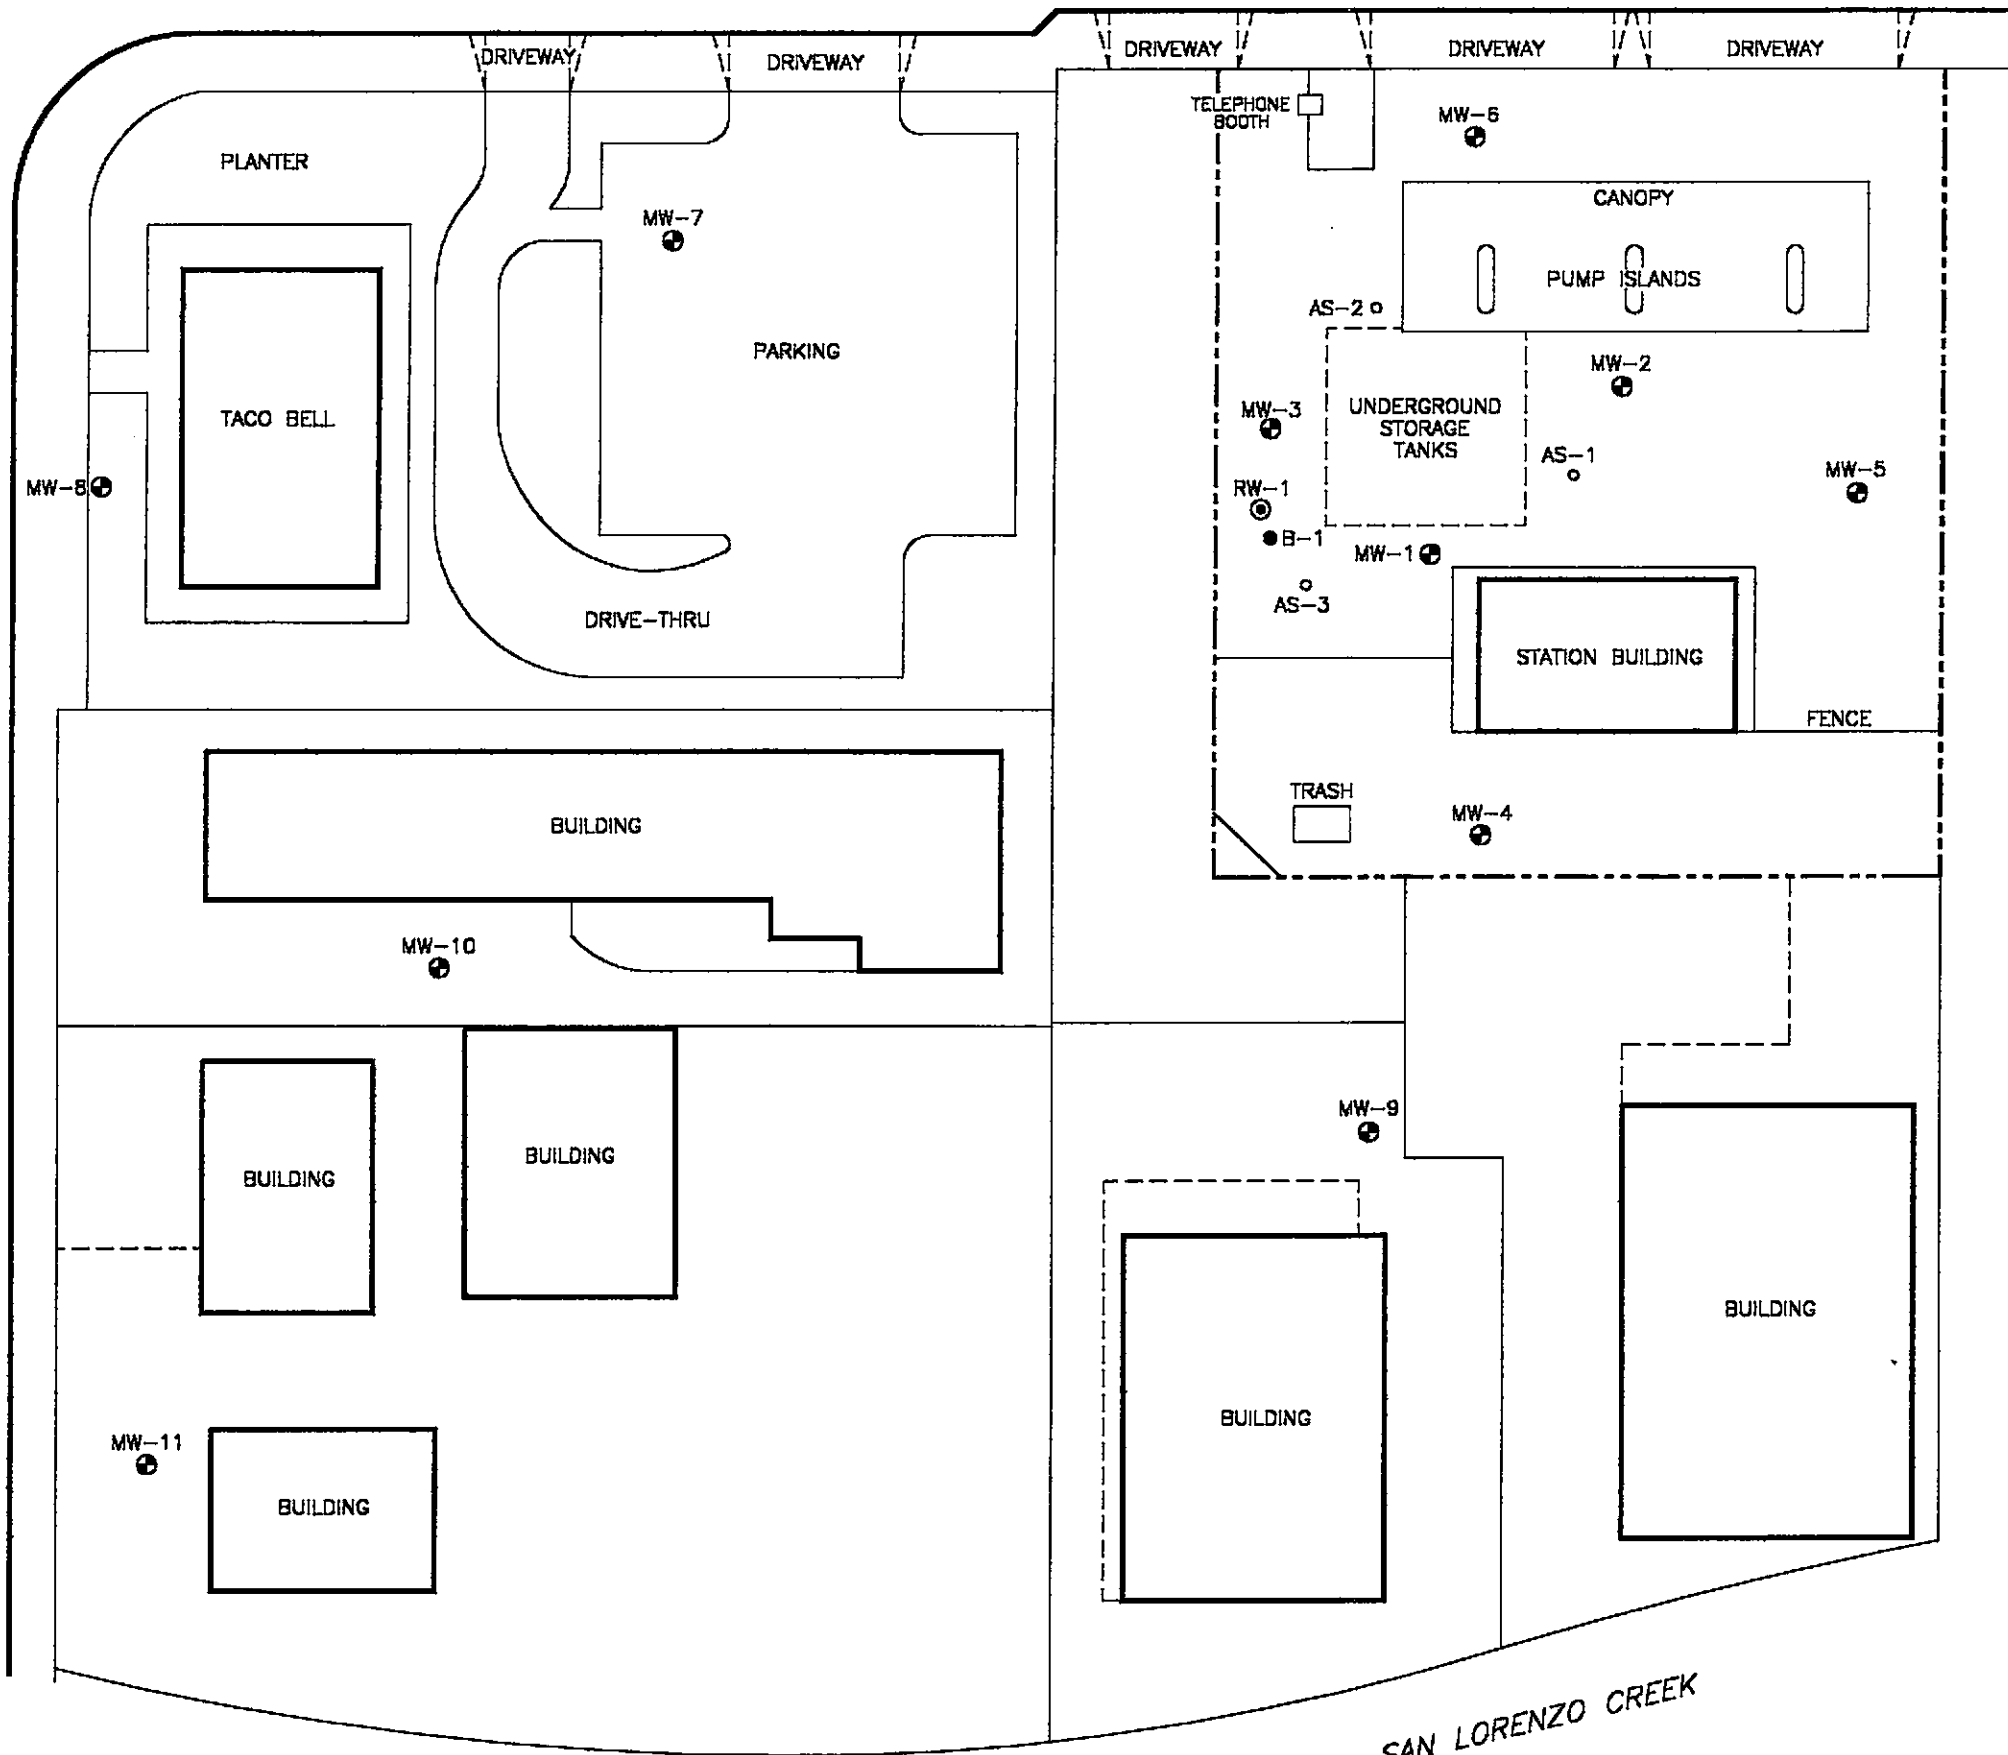 DRIVEWAY
DRIVEWAY
DRIVEWAY
DRIVEWAY
DRIVEWAY
TELEPHONE
BOOTH
MW-6
PLANTER
CANOPY
MW-7
PUMP ISLANDS
AS-2
PARKING
MW-2
TACO BELL
MW-3
UNDERGROUND
STORAGE
TANKS
AS-1
MW-5
MW-8
RW-1
B-1
MW-1
AS-3
DRIVE-THRU
STATION BUILDING
FENCE
TRASH
MW-4
BUILDING
MW-10
MW-9
BUILDING
BUILDING
BUILDING
BUILDING
MW-11
BUILDING
SAN LORENZO CREEK